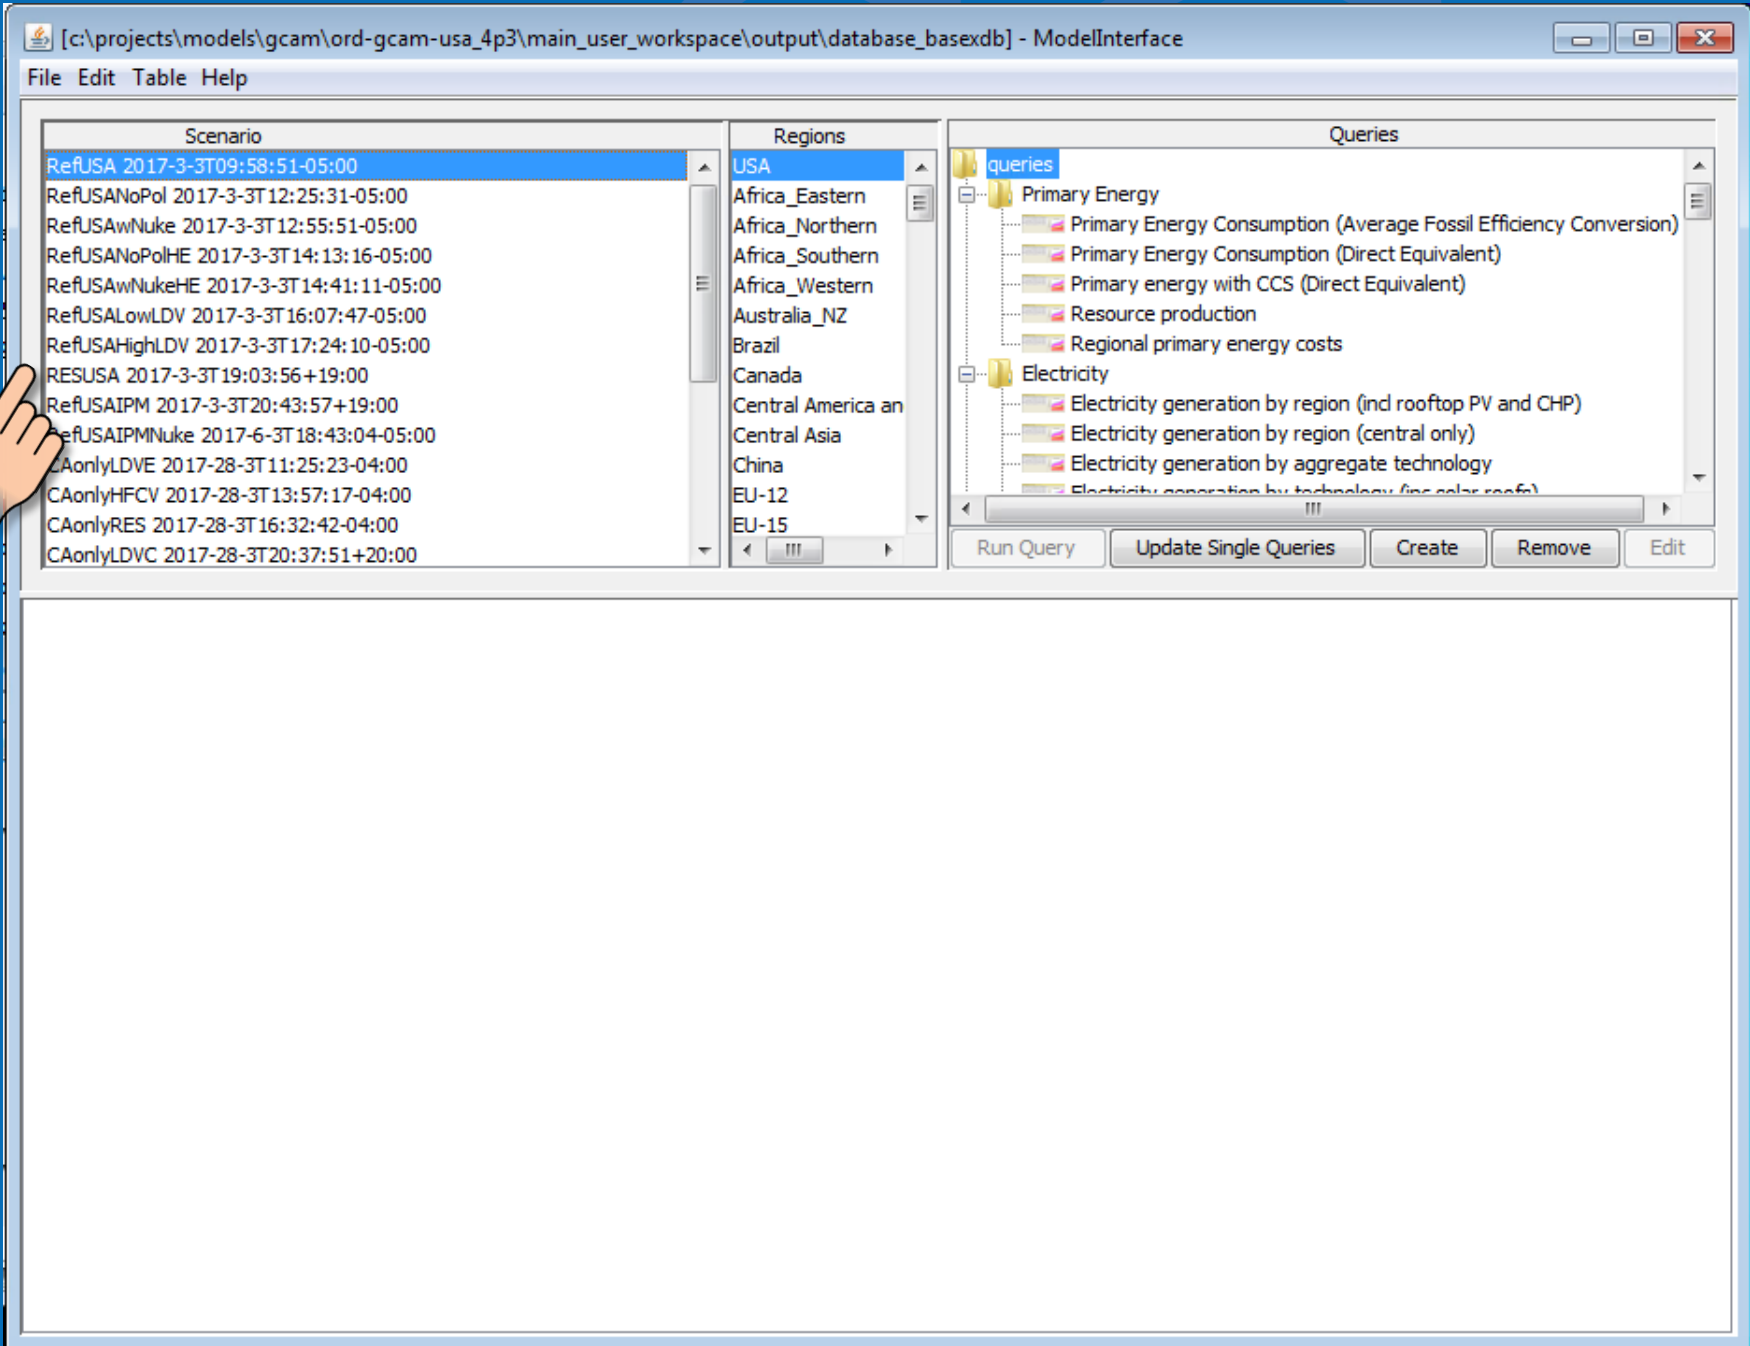 [c:\projects\models\gcam\ord-gcam-usa_4p3\main_user_workspace\output\database_basexdb] - ModelInterface
File Edit Table Help
Scenario
RefUSA 2017-3-3T09:58:51-05:00
RefUSANoPol 2017-3-3T12:25:31-05:00
RefUSAwNuke 2017-3-3T12:55:51-05:00
RefUSANoPolHE 2017-3-3T14:13:16-05:00
RefUSAwNukeHE 2017-3-3T14:41:11-05:00
RefUSALowLDV 2017-3-3T16:07:47-05:00
RefUSAHighLDV 2017-3-3T17:24:10-05:00
RESUSA 2017-3-3T19:03:56+19:00
RefUSAIPM 2017-3-3T20:43:57+19:00
efUSAIPMNuke 2017-6-3T18:43:04-05:00
CAonlyLDVE 2017-28-3T11:25:23-04:00
CAonlyHFCV 2017-28-3T13:57:17-04:00
CAonlyRES 2017-28-3T16:32:42-04:00
CAonlyLDVC 2017-28-3T20:37:51+20:00
Regions
USA
Africa_Eastern
Africa_Northern
Africa_Southern
Africa_Western
Australia_NZ
Brazil
Canada
Central America an
Central Asia
China
EU-12
EU-15
Queries
queries
Primary Energy
Primary Energy Consumption (Average Fossil Efficiency Conversion)
Primary Energy Consumption (Direct Equivalent)
Primary energy with CCS (Direct Equivalent)
Resource production
Regional primary energy costs
Electricity
Electricity generation by region (incl rooftop PV and CHP)
Electricity generation by region (central only)
Electricity generation by aggregate technology
Electricity generation by technology (inc solar roofs)
Run Query Update Single Queries Create Remove Edit